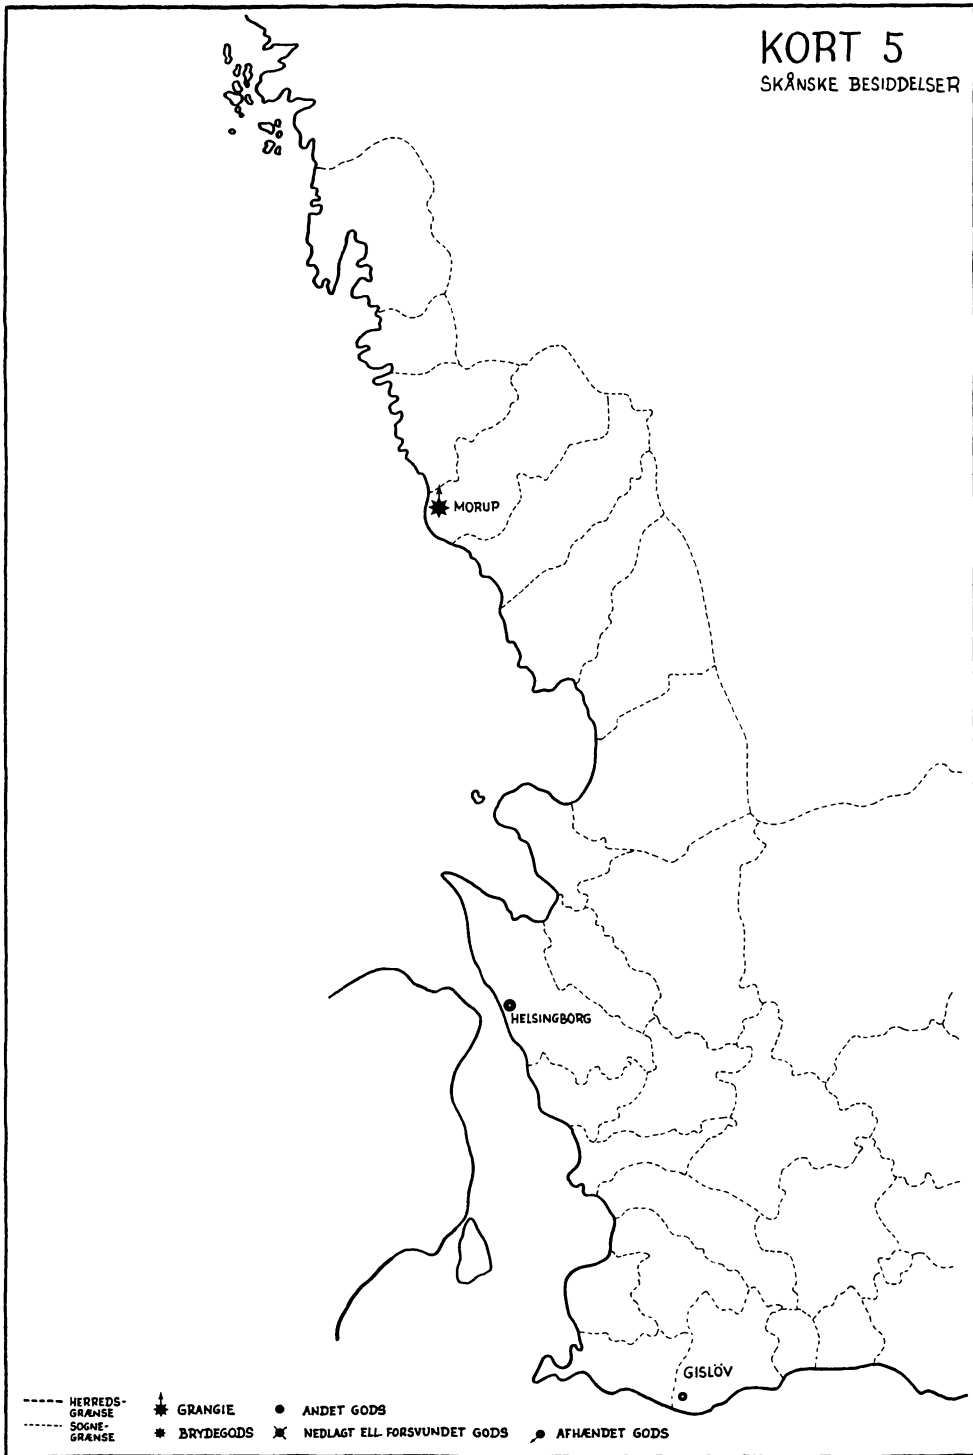 KORT 5
SKÅNSKE BESIDDELSER
MORUP
HELSINGBORG
GISLÖV
HERREDS-
GRÆNSE
SOGNE-
GRÆNSE
GRANGIE
BRYDEGODS
ANDET GODS
NEDLAGT ELL. FORSVUNDET GODS
AFHÆNDET GODS